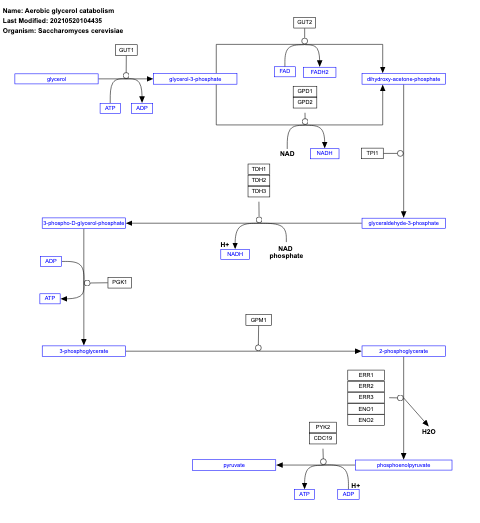 Name: Aerobic glycerol catabolism
Last Modified: 20210520104435
Organism: Saccharomyces cerevisiae
GUT2
GUT1
glycerol
glycerol-3-phosphate
FAD
FADH2
dihydroxy-acetone-phosphate
ATP
ADP
GPD1
GPD2
NAD
NADH
TPI1
TDH1
TDH2
TDH3
3-phospho-D-glycerol-phosphate
glyceraldehyde-3-phosphate
H+
NADH
NAD
phosphate
ADP
ATP
PGK1
GPM1
3-phosphoglycerate
2-phosphoglycerate
ERR1
ERR2
ERR3
ENO1
ENO2
H2O
PYK2
CDC19
pyruvate
phosphoenolpyruvate
H+
ATP
ADP